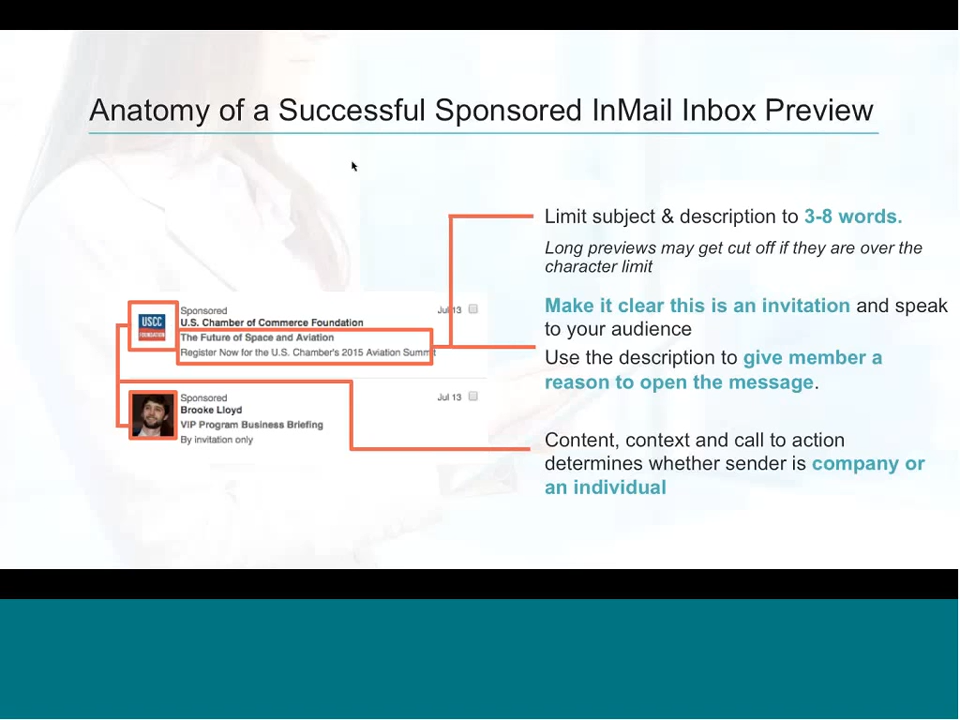 Anatomy of a Successful Sponsored InMail Inbox Preview
Limit subject & description to 3-8 words.
Long previews may get cut off if they are over the
character limit
Make it clear this is an invitation and speak
to your audience
Use the description to give member a
reason to open the message.
Content, context and call to action
determines whether sender is company or
an individual
USCC
FOUNDATION
Sponsored
Jul 13
U.S. Chamber of Commerce Foundation
The Future of Space and Aviation
Register Now for the U.S. Chamber's 2015 Aviation Summit
Sponsored
Jul 13
Brooke Lloyd
VIP Program Business Briefing
By invitation only